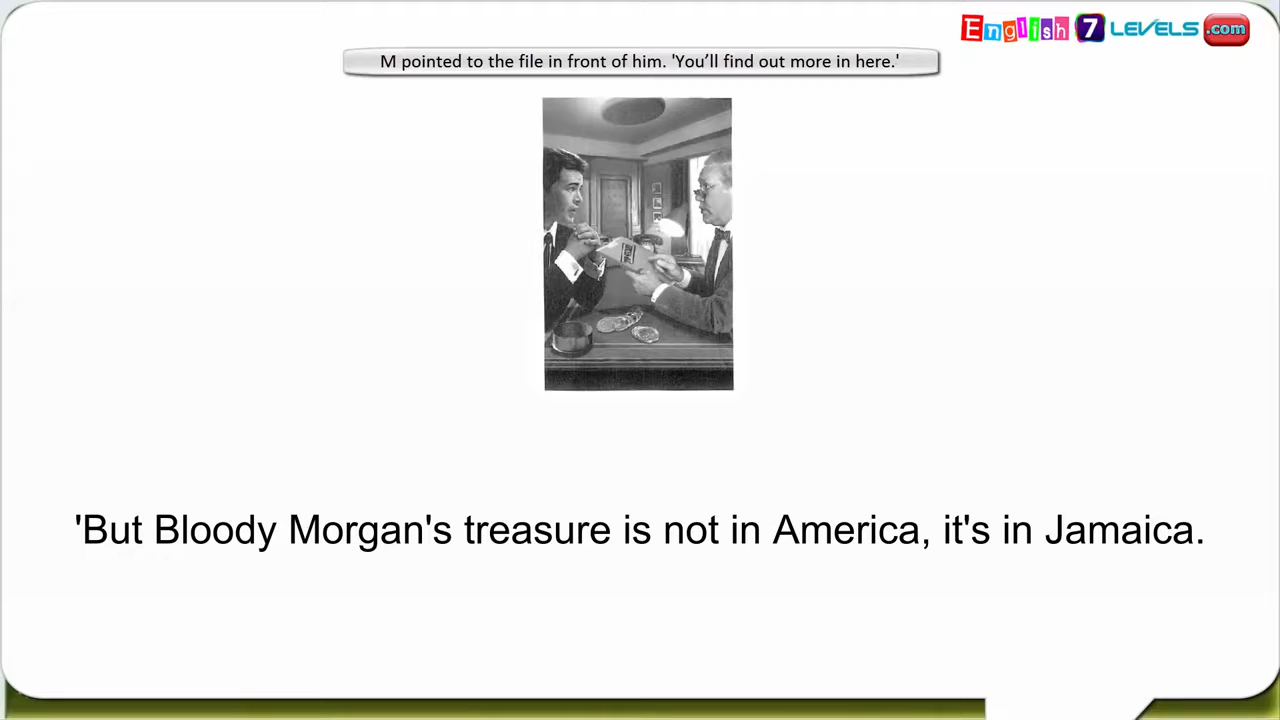 English 7 LEVELS .com
M pointed to the file in front of him. 'You’ll find out more in here.'
'But Bloody Morgan's treasure is not in America, it's in Jamaica.